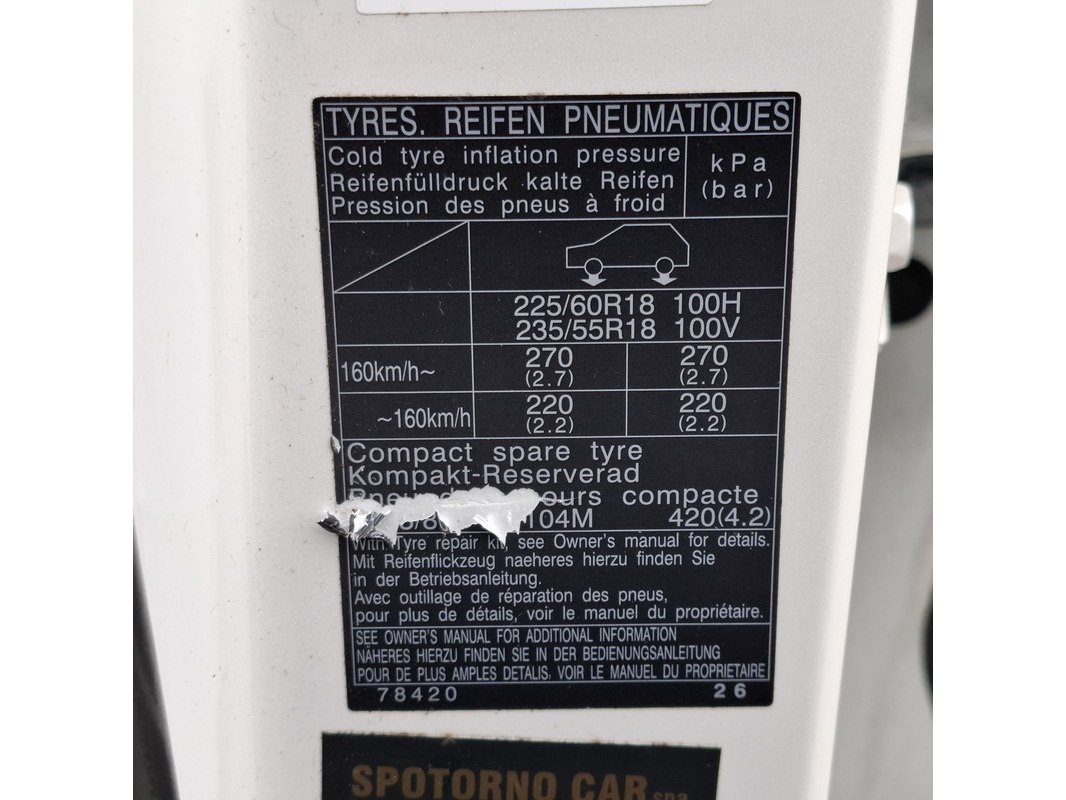 TYRES. REIFEN PNEUMATIQUES
Cold tyre inflation pressure
Reifenfülldruck kalte Reifen
Pression des pneus à froid
kPa
(bar)
225/60R18 100H
235/55R18 100V
160km/h~ 270 (2.7) 270 (2.7)
~160km/h 220 (2.2) 220 (2.2)
Compact spare tyre
Kompakt-Reserverad
compacte
104M 420(4.2)
With Tyre repair kit, see Owner's manual for details.
Mit Reifenflickzeug naeheres hierzu finden Sie
in der Betriebsanleitung.
Avec outillage de réparation des pneus,
pour plus de détails, voir le manuel du propriétaire.
SEE OWNER'S MANUAL FOR ADDITIONAL INFORMATION
NÄHERES HIERZU FINDEN SIE IN DER BEDIENUNGSANLEITUNG
POUR DE PLUS AMPLES DETALIS, VOIR LE MANUEL DU PROPRIETAIRE
78420 26
SPOTORNO CAR spa